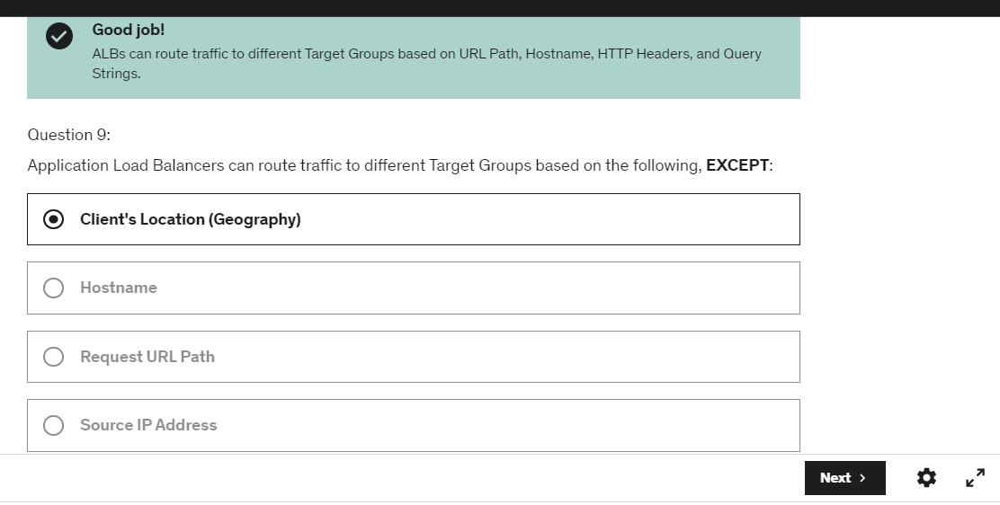 Good job!
ALBs can route traffic to different Target Groups based on URL Path, Hostname, HTTP Headers, and Query
Strings.
Question 9:
Application Load Balancers can route traffic to different Target Groups based on the following, EXCEPT:
Client's Location (Geography)
Hostname
Request URL Path
Source IP Address
Next